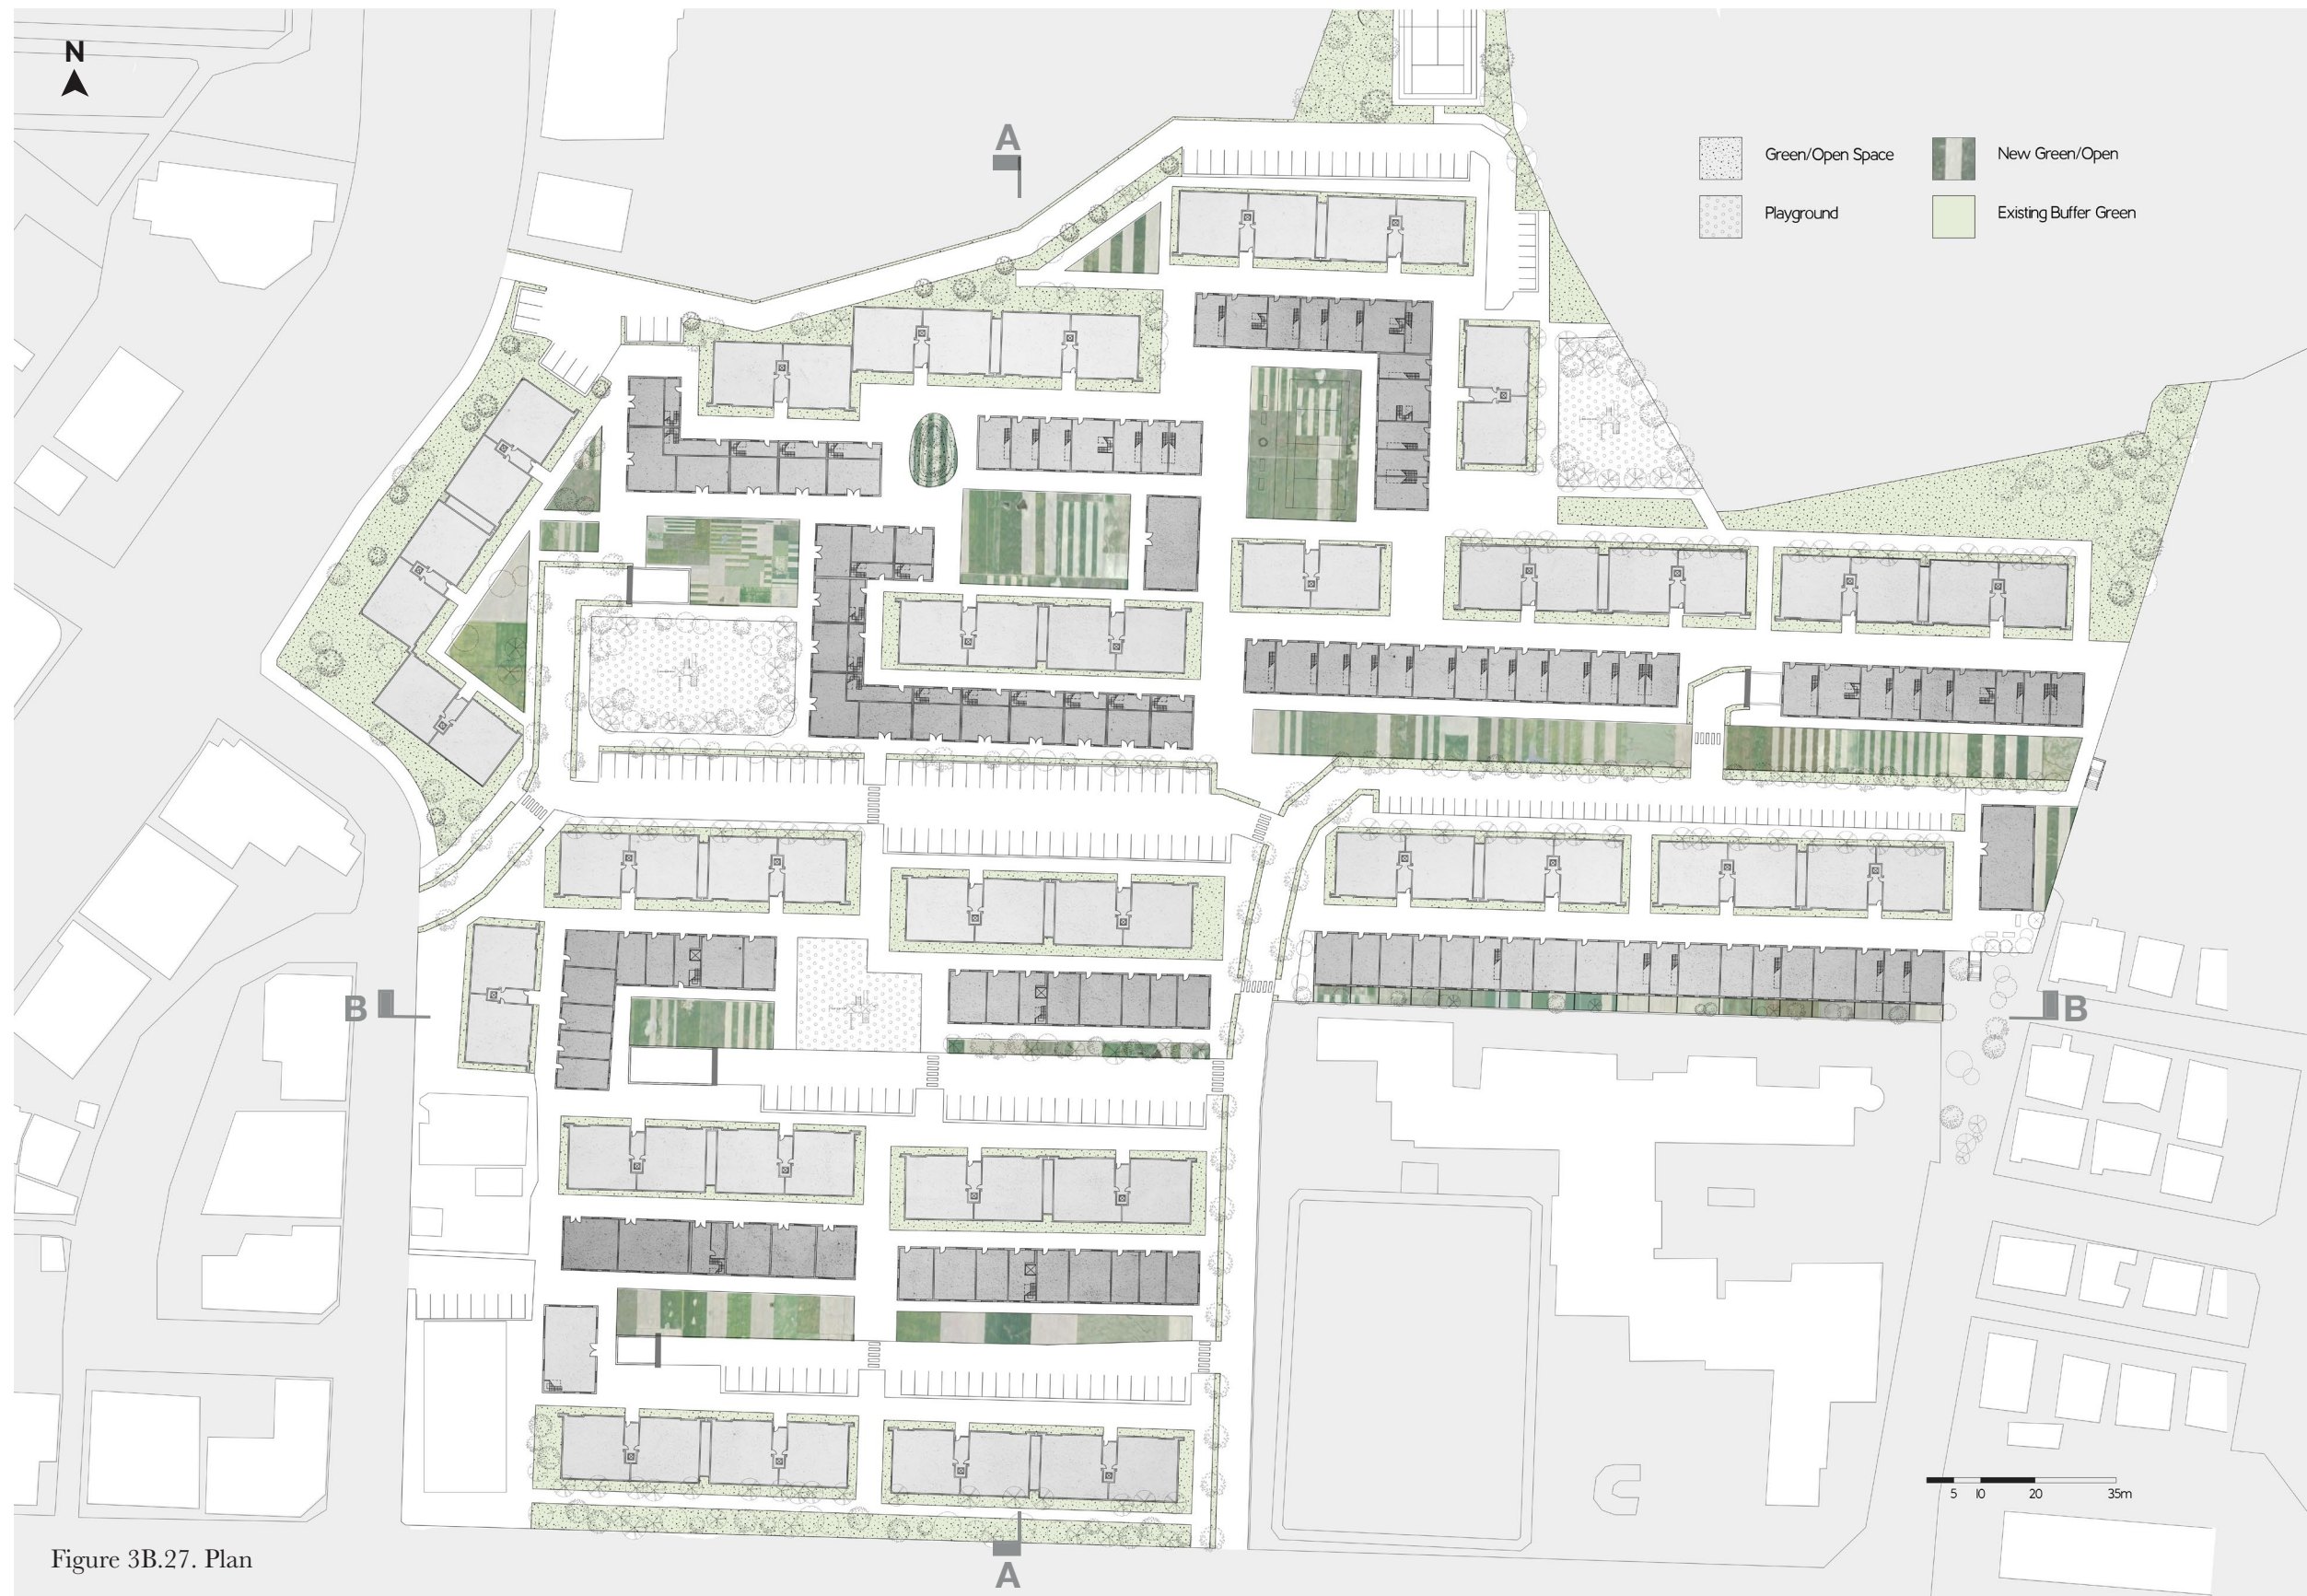 N
A
Green/Open Space
New Green/Open
Playground
Existing Buffer Green
B
B
5 10 20 35m
Figure 3B.27. Plan
A